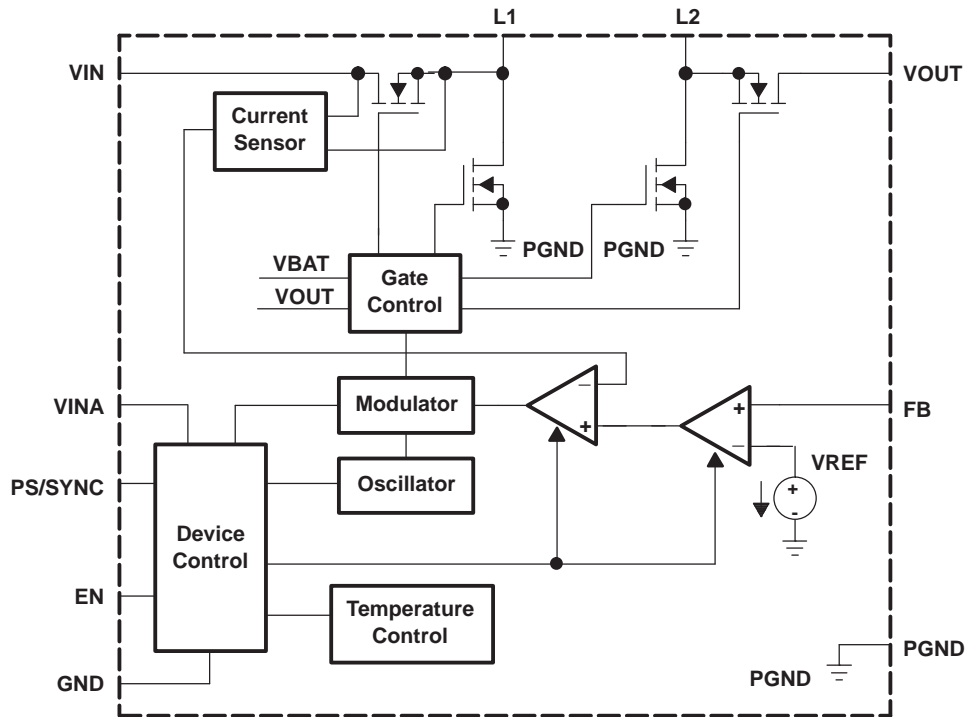 L1
L2
VIN
VOUT
Current
Sensor
PGND
PGND
VBAT
VOUT
Gate
Control
VINA
Modulator
−
+
+
−
FB
VREF
+
-
PS/SYNC
Oscillator
Device
Control
EN
Temperature
Control
GND
PGND
PGND